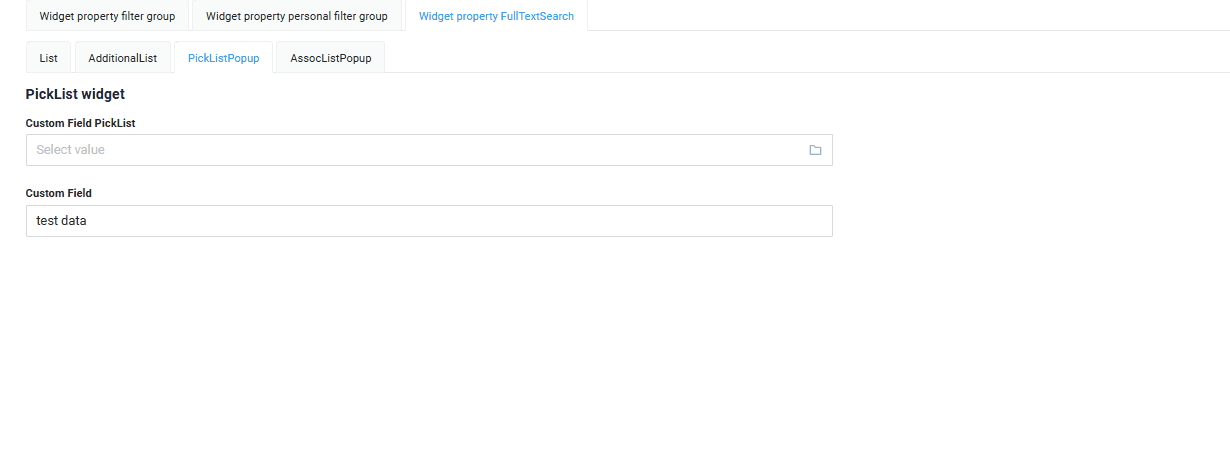 Widget property filter group Widget property personal filter group Widget property FullTextSearch
List AdditionalList PickListPopup AssocListPopup
PickList widget
Custom Field PickList
Select value
Custom Field
test data